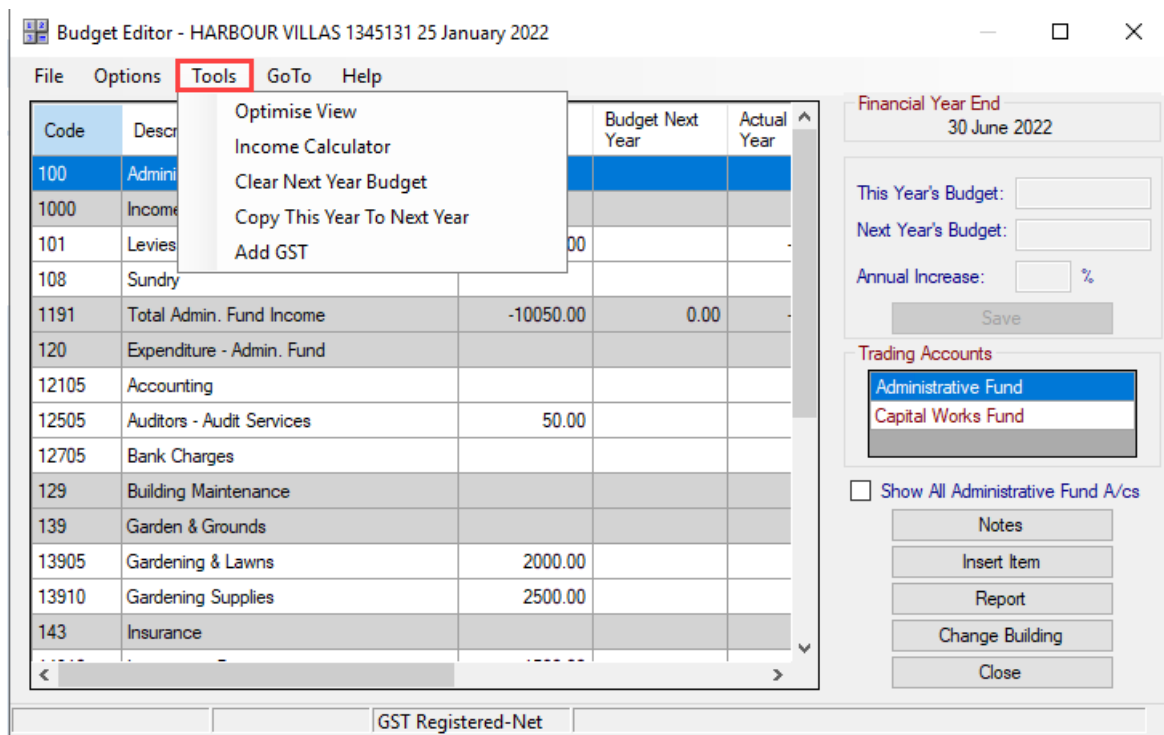 Budget Editor - HARBOUR VILLAS 1345131 25 January 2022
File Options Tools GoTo Help
Optimise View
Income Calculator
Clear Next Year Budget
Copy This Year To Next Year
Add GST
Code Descr Budget Next Year Actual Year
100 Admini
1000 Income
101 Levies 00 -
108 Sundry
1191 Total Admin. Fund Income -10050.00 0.00 -
120 Expenditure - Admin. Fund
12105 Accounting
12505 Auditors - Audit Services 50.00
12705 Bank Charges
129 Building Maintenance
139 Garden & Grounds
13905 Gardening & Lawns 2000.00
13910 Gardening Supplies 2500.00
143 Insurance
Financial Year End
30 June 2022
This Year's Budget:
Next Year's Budget:
Annual Increase: %
Save
Trading Accounts
Administrative Fund
Capital Works Fund
Show All Administrative Fund A/cs
Notes
Insert Item
Report
Change Building
Close
GST Registered-Net